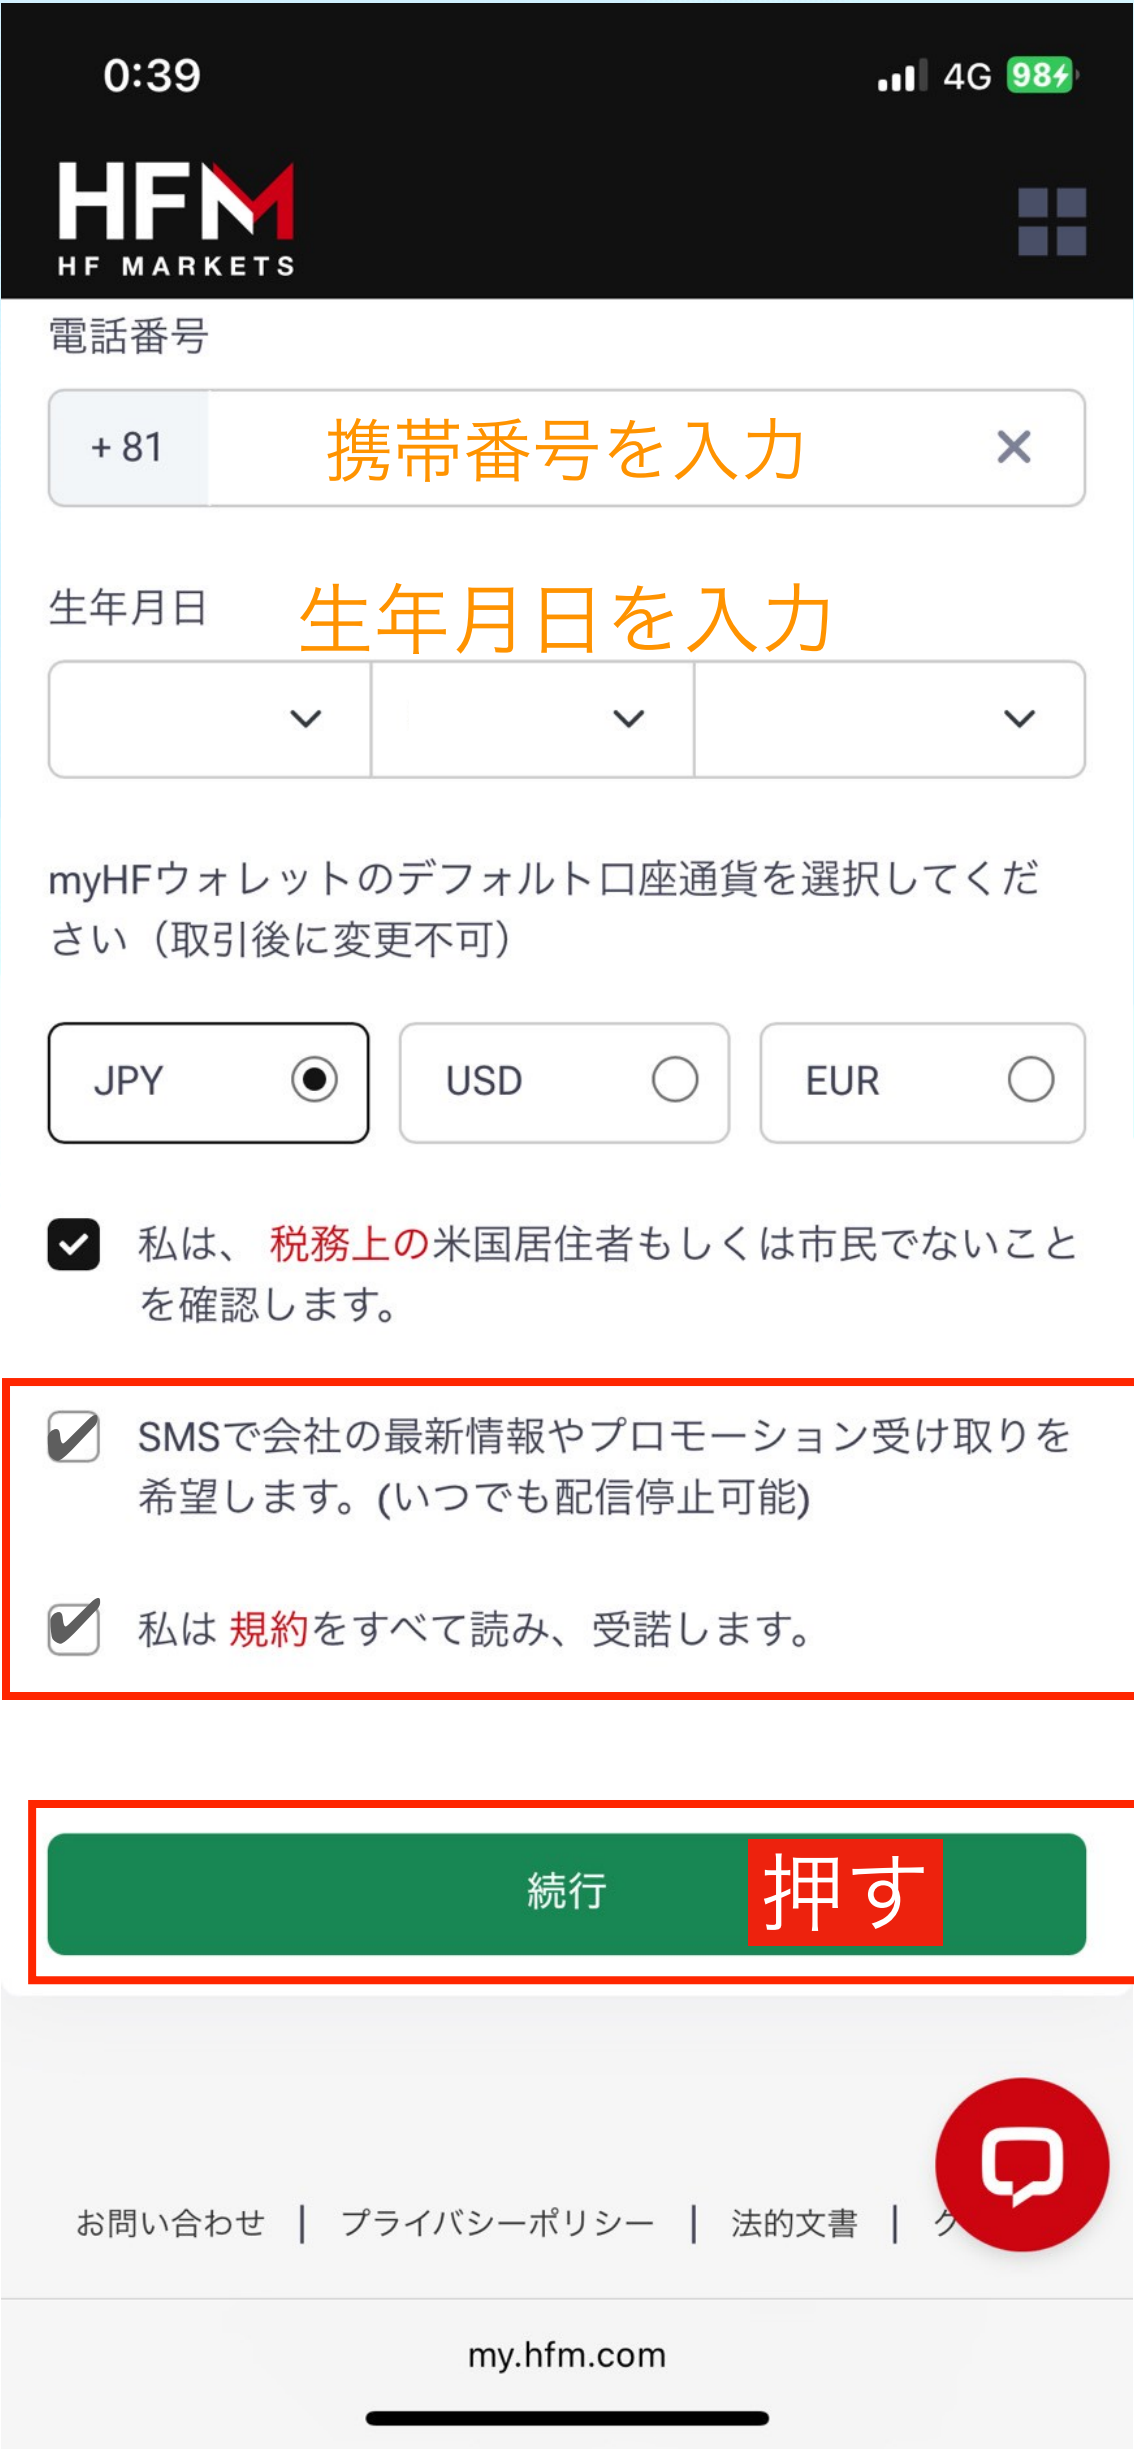 0:39
4G 98
HFM
HF MARKETS
電話番号
+ 81 携帯番号を入力
生年月日 生年月日を入力
myHFウォレットのデフォルト口座通貨を選択してくだ
さい（取引後に変更不可）
JPY USD EUR
私は、 税務上の米国居住者もしくは市民でないこと
を確認します。
SMSで会社の最新情報やプロモーション受け取りを
希望します。(いつでも配信停止可能)
私は 規約をすべて読み、受諾します。
続行 押す
お問い合わせ | プライバシーポリシー | 法的文書 |
my.hfm.com